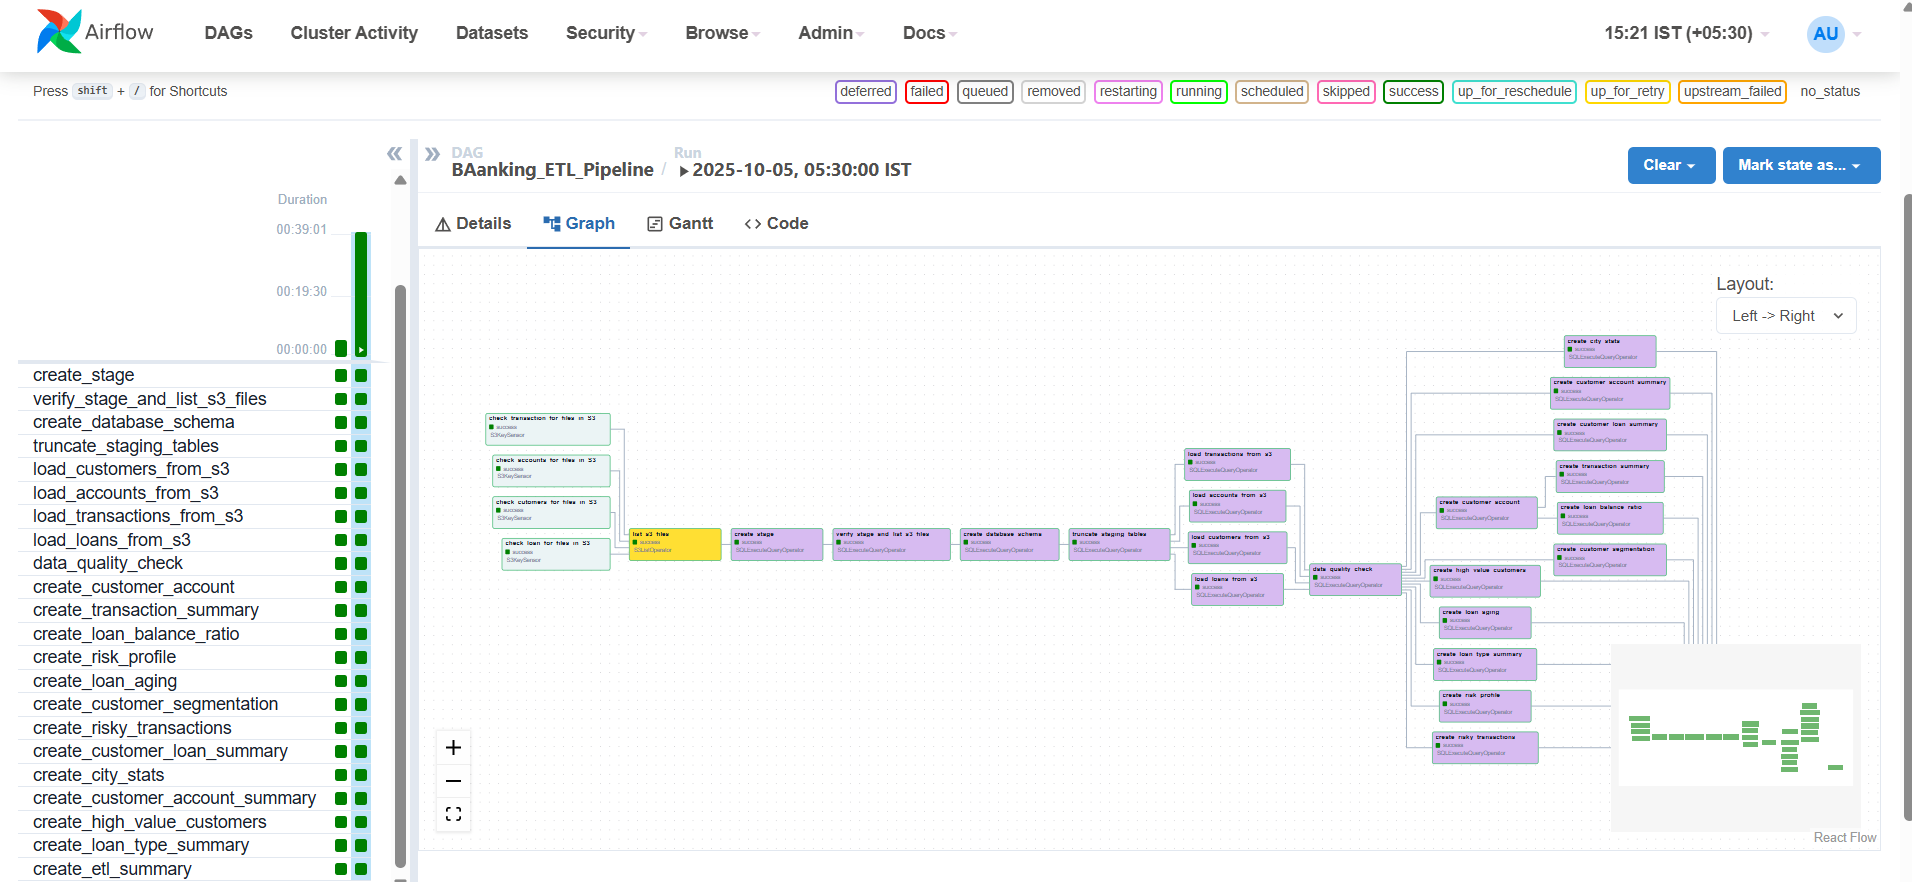 Airflow
DAGs
Cluster Activity
Datasets
Security
Browse
Admin
Docs
15:21 IST (+05:30)
AU
Press shift + / for Shortcuts
deferred
failed
queued
removed
restarting
running
scheduled
skipped
success
up_for_reschedule
up_for_retry
upstream_failed
no_status
DAG
BAanking_ETL_Pipeline
/
Run
2025-10-05, 05:30:00 IST
Clear
Mark state as...
Details
Graph
Gantt
Code
Duration
00:39:01
00:19:30
00:00:00
create_stage
verify_stage_and_list_s3_files
create_database_schema
truncate_staging_tables
load_customers_from_s3
load_accounts_from_s3
load_transactions_from_s3
load_loans_from_s3
data_quality_check
create_customer_account
create_transaction_summary
create_loan_balance_ratio
create_risk_profile
create_loan_aging
create_customer_segmentation
create_risky_transactions
create_customer_loan_summary
create_city_stats
create_customer_account_summary
create_high_value_customers
create_loan_type_summary
create_etl_summary
Layout:
Left -> Right
check transaction for files in S3
success
S3KeySensor
check accounts for files in S3
success
S3KeySensor
check cutomers for files in S3
success
S3KeySensor
check loan for files in S3
success
S3KeySensor
list s3 files
success
S3ListOperator
create stage
success
SQLExecuteQueryOperator
verify stage and list s3 files
success
SQLExecuteQueryOperator
create database schema
success
SQLExecuteQueryOperator
truncate staging tables
success
SQLExecuteQueryOperator
load transactions from s3
success
SQLExecuteQueryOperator
load accounts from s3
success
SQLExecuteQueryOperator
load customers from s3
success
SQLExecuteQueryOperator
load loans from s3
success
SQLExecuteQueryOperator
data quality check
success
SQLExecuteQueryOperator
create city stats
success
SQLExecuteQueryOperator
create customer account summary
success
SQLExecuteQueryOperator
create customer loan summary
success
SQLExecuteQueryOperator
create transaction summary
success
SQLExecuteQueryOperator
create customer account
success
SQLExecuteQueryOperator
create loan balance ratio
success
SQLExecuteQueryOperator
create customer segmentation
success
SQLExecuteQueryOperator
create high value customers
success
SQLExecuteQueryOperator
create loan aging
success
SQLExecuteQueryOperator
create loan type summary
success
SQLExecuteQueryOperator
create risk profile
success
SQLExecuteQueryOperator
create risky transactions
success
SQLExecuteQueryOperator
React Flow